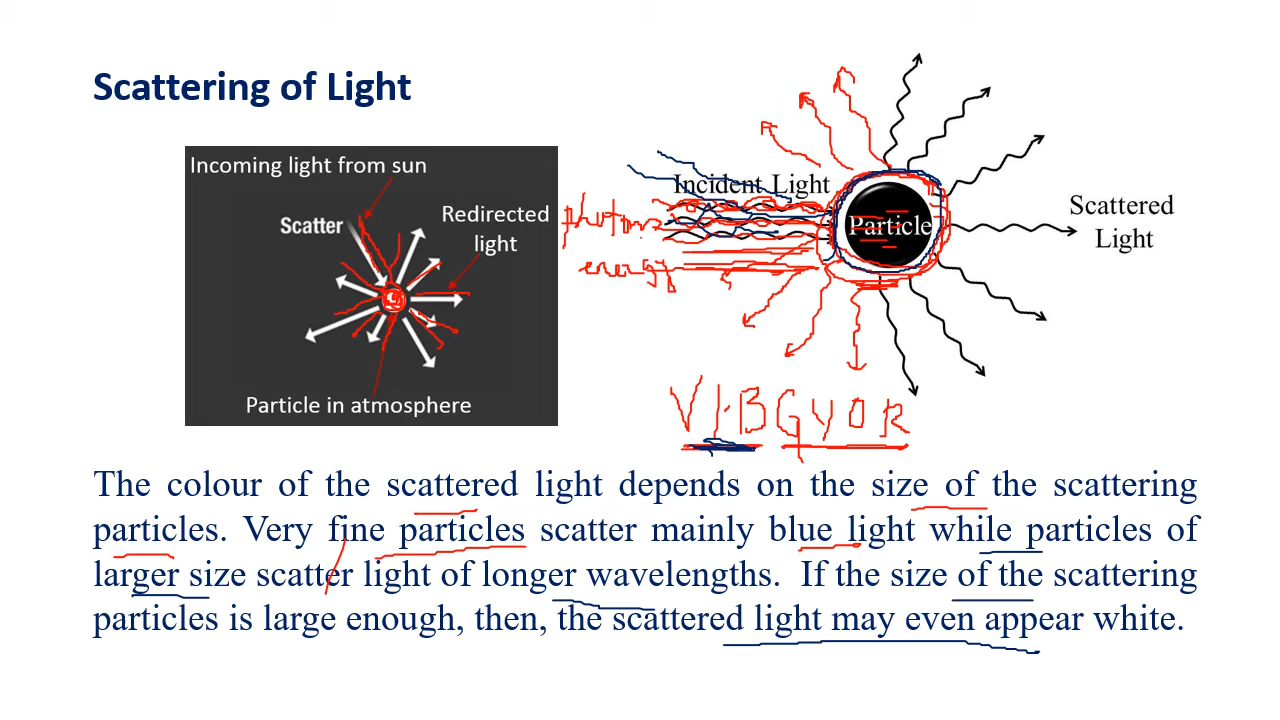 Scattering of Light
Incoming light from sun
Scatter
Redirected
light
Particle in atmosphere
Incident Light
photons
energy
Particle
Scattered
Light
VIBGYOR
The colour of the scattered light depends on the size of the scattering
particles. Very fine particles scatter mainly blue light while particles of
larger size scatter light of longer wavelengths. If the size of the scattering
particles is large enough, then, the scattered light may even appear white.